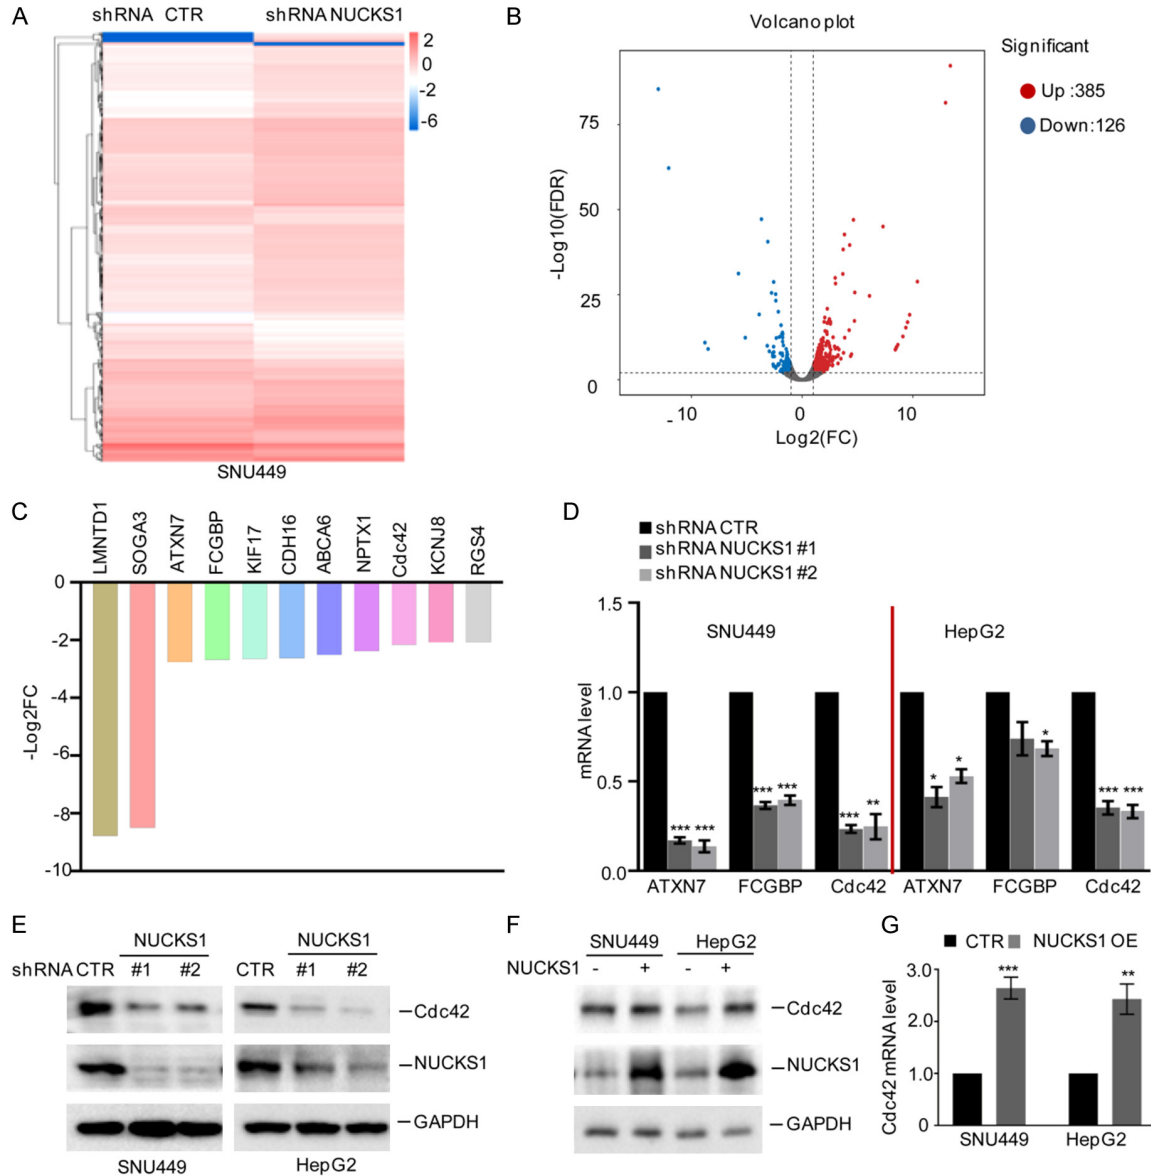 A
shRNA CTR
shRNA NUCKS1
2
0
-2
-6
SNU449
B
Volcano plot
Significant
Up :385
Down:126
-Log10(FDR)
75
50
25
0
-10
0
10
Log2(FC)
C
LMNTD1
SOGA3
ATXN7
FCGBP
KIF17
CDH16
ABCA6
NPTX1
Cdc42
KCNJ8
RGS4
-Log2FC
0
-2
-4
-6
-8
-10
D
shRNA CTR
shRNA NUCKS1 #1
shRNA NUCKS1 #2
mRNA level
1.5
1.0
0.5
0.0
SNU449
HepG2
*** ***
*** ***
*** **
* *
*
*** ***
ATXN7 FCGBP Cdc42 ATXN7 FCGBP Cdc42
E
NUCKS1 NUCKS1
shRNA CTR #1 #2 CTR #1 #2
Cdc42
NUCKS1
GAPDH
SNU449 HepG2
F
SNU449 HepG2
NUCKS1 - + - +
Cdc42
NUCKS1
GAPDH
G
CTR NUCKS1 OE
Cdc42 mRNA level
3.0
2.0
1.0
0
*** **
SNU449 HepG2